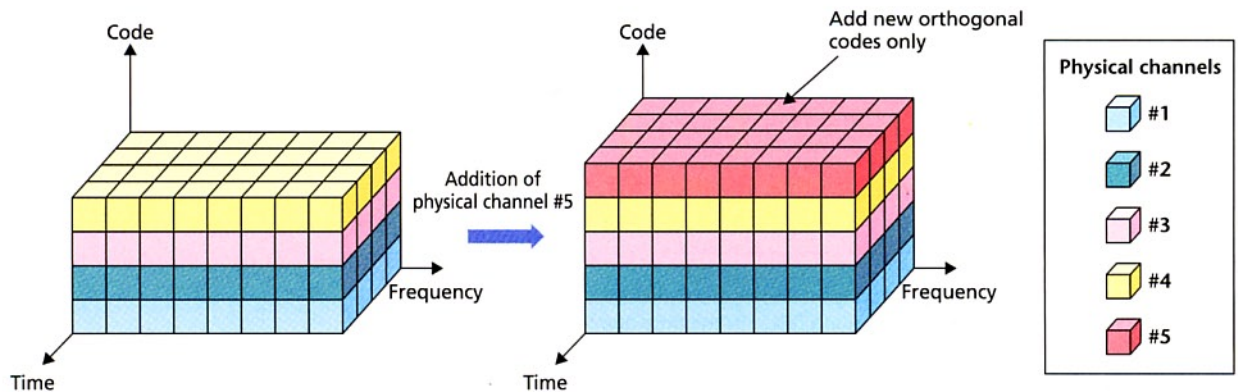 Code
Frequency
Time
Addition of
physical channel #5
Code
Add new orthogonal
codes only
Frequency
Time
Physical channels
#1
#2
#3
#4
#5